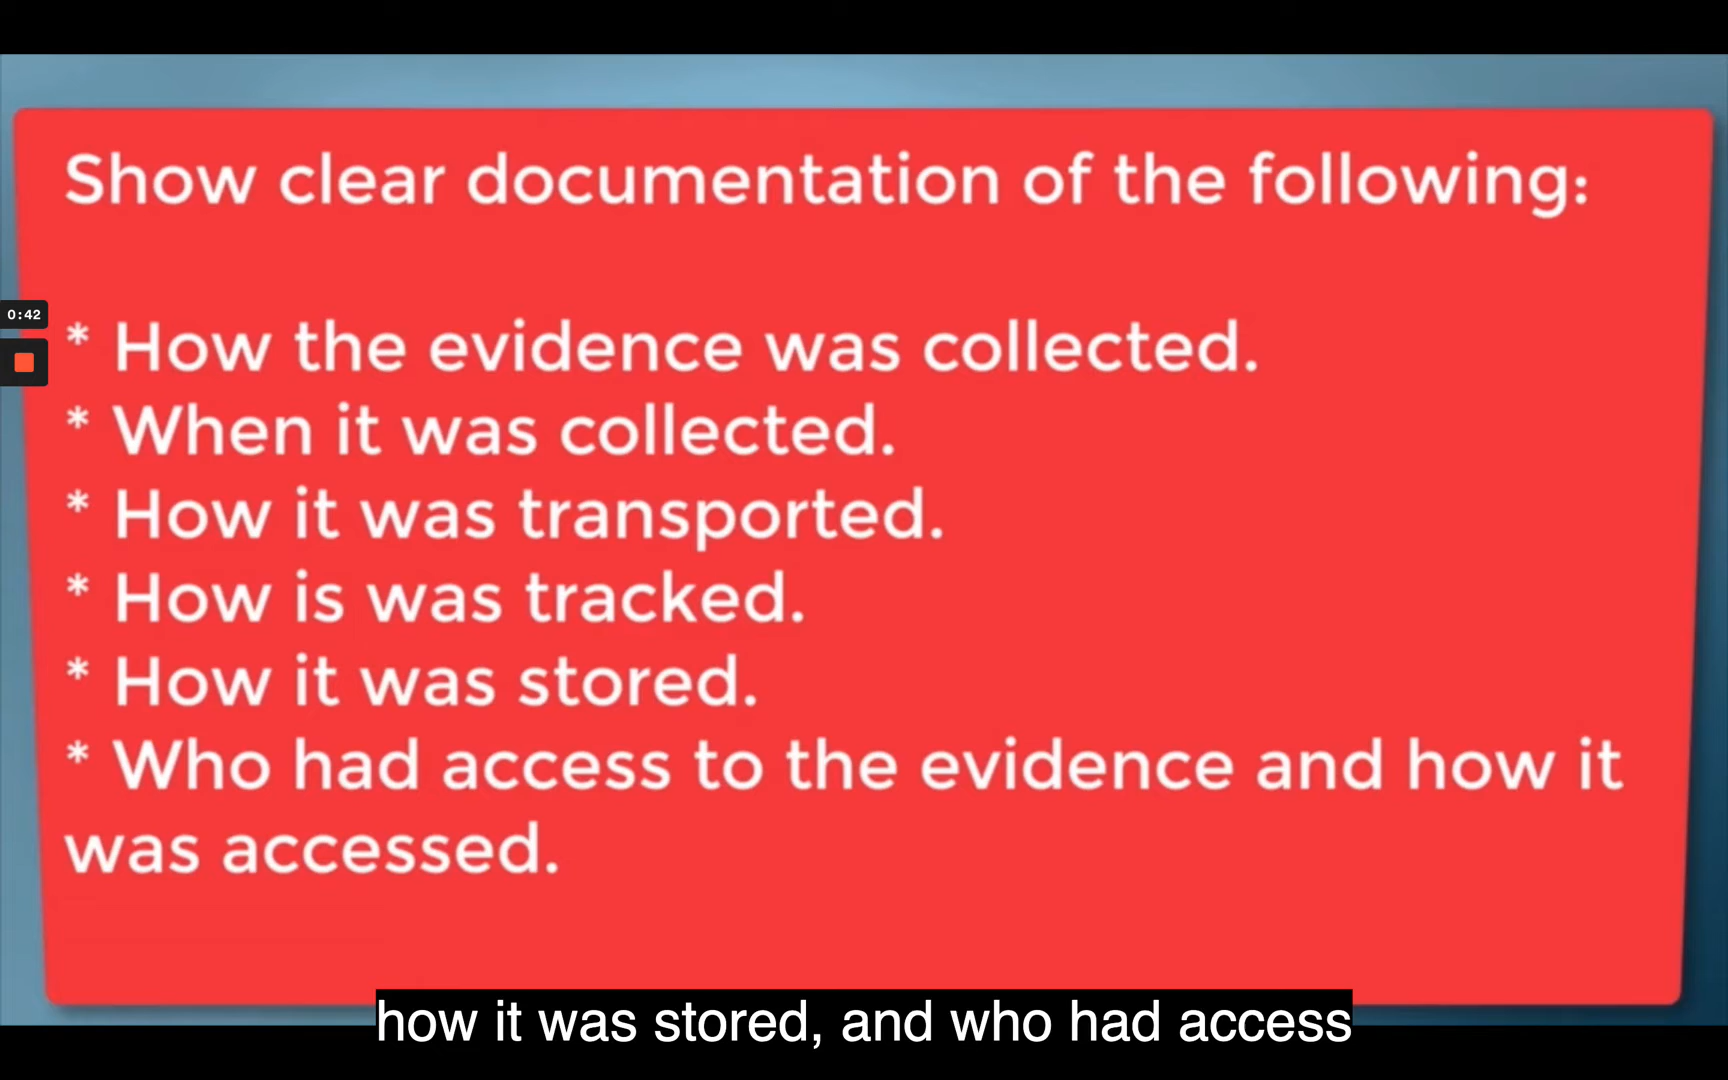 Show clear documentation of the following:
* How the evidence was collected.
* When it was collected.
0:42
* How it was transported.
* How is was tracked.
* How it was stored.
* Who had access to the evidence and how it
was accessed.
how it was stored, and who had access